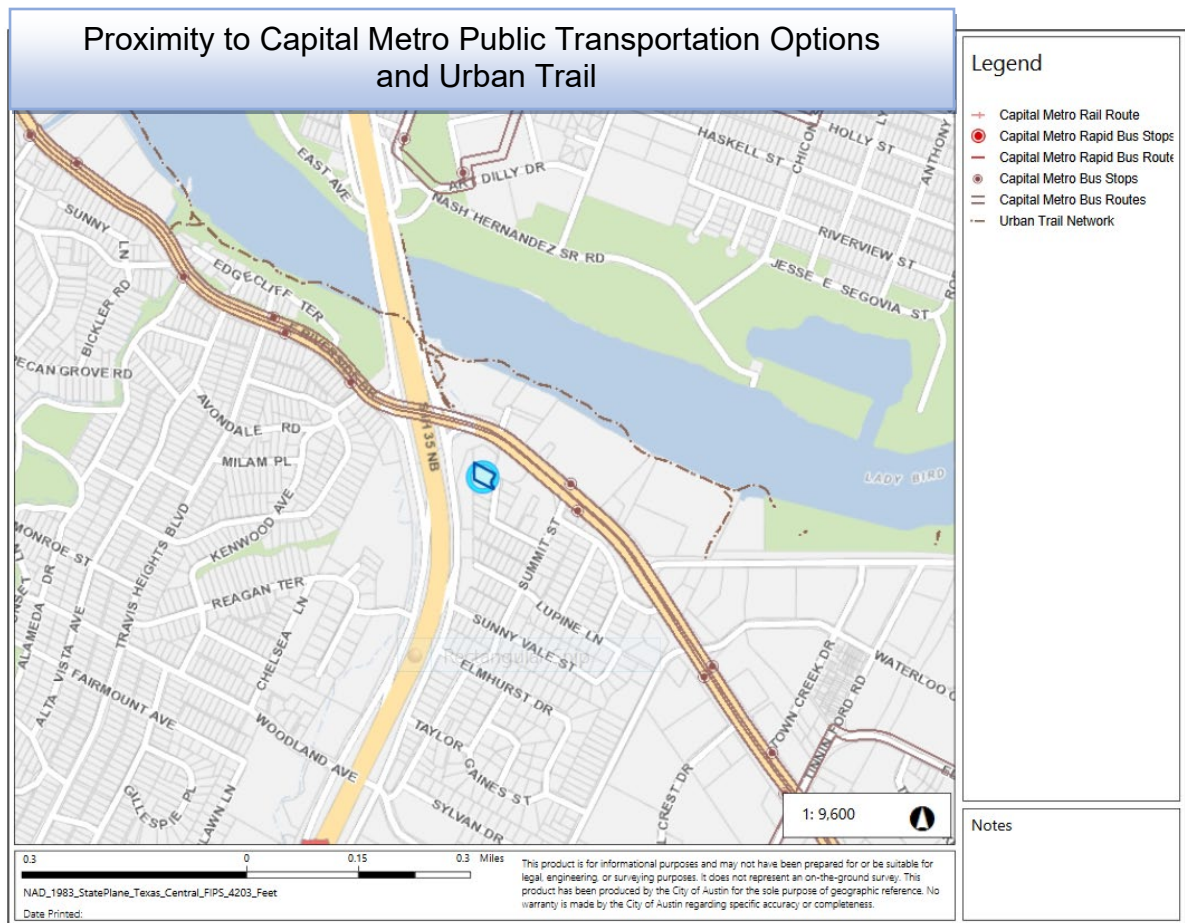 Proximity to Capital Metro Public Transportation Options
and Urban Trail
Legend
Capital Metro Rail Route
Capital Metro Rapid Bus Stops
Capital Metro Rapid Bus Route
Capital Metro Bus Stops
Capital Metro Bus Routes
Urban Trail Network
HASKELL ST
CHICON
HOLLY ST
ANTHONY
EAST AVE
ART DILLY DR
NASH HERNANDEZ SR RD
RIVERVIEW ST
JESSE E SEGOVIA ST
SUNNY LN
EDGECLIFF TER
BICKLER RD
E RIVERSIDE DR
PECAN GROVE RD
AVONDALE RD
MILAM PL
IH 35 NB
LADY BIRD
KENWOOD AVE
TRAVIS HEIGHTS BLVD
MONROE ST
ALAMEDA DR
REAGAN TER
SUMMIT ST
LUPINE LN
SUNNY VALE ST
Rectangular Snip
ALTA VISTA AVE
CHELSEA LN
ELMHURST DR
FAIRMOUNT AVE
WOODLAND AVE
TAYLOR GAINES ST
TOWN CREEK DR
TINNIN FORD RD
WATERLOO
GILLESPIE PL
LAWN LN
SYLVAN DR
CREST DR
1: 9,600
Notes
0.3
0
0.15
0.3 Miles
NAD_1983_StatePlane_Texas_Central_FIPS_4203_Feet
Date Printed:
This product is for informational purposes and may not have been prepared for or be suitable for
legal, engineering, or surveying purposes. It does not represent an on-the-ground survey. This
product has been produced by the City of Austin for the sole purpose of geographic reference. No
warranty is made by the City of Austin regarding specific accuracy or completeness.